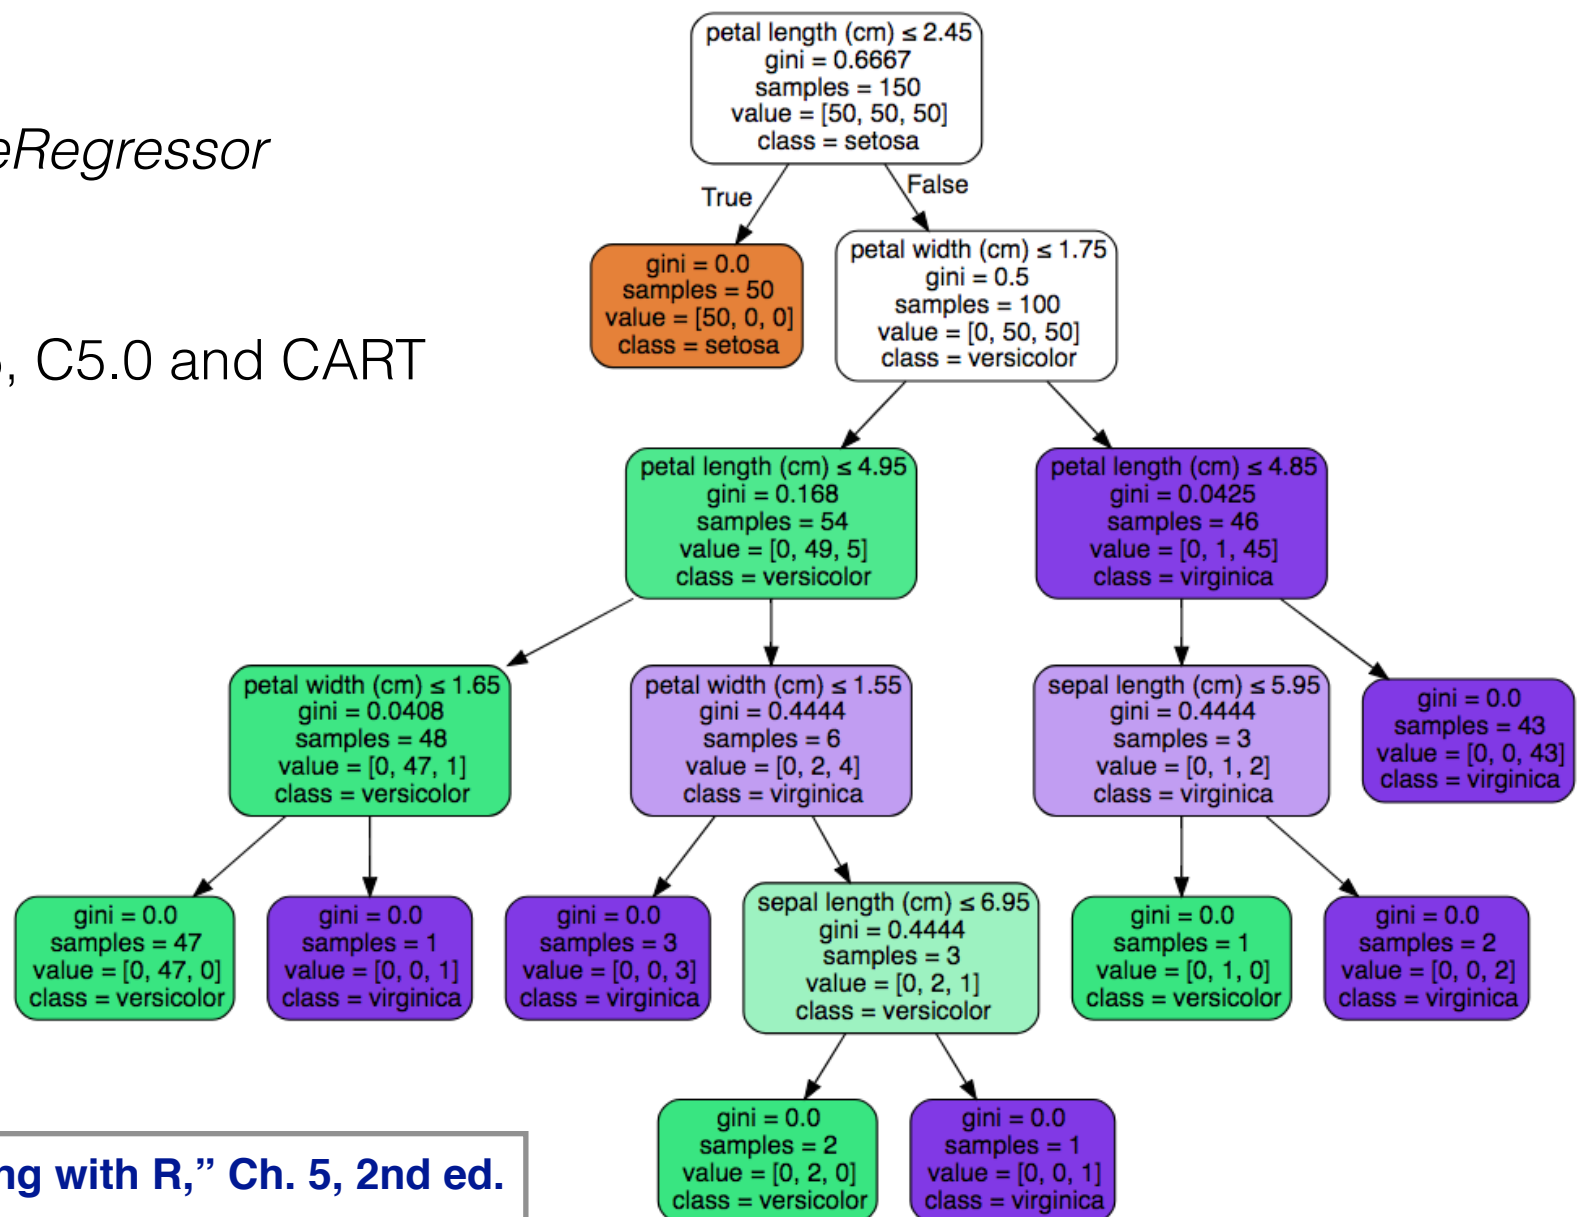 petal length (cm) ≤ 2.45
gini = 0.6667
samples = 150
value = [50, 50, 50]
class = setosa
eRegressor
True
False
gini = 0.0
samples = 50
value = [50, 0, 0]
class = setosa
petal width (cm) ≤ 1.75
gini = 0.5
samples = 100
value = [0, 50, 50]
class = versicolor
, C5.0 and CART
petal length (cm) ≤ 4.95
gini = 0.168
samples = 54
value = [0, 49, 5]
class = versicolor
petal length (cm) ≤ 4.85
gini = 0.0425
samples = 46
value = [0, 1, 45]
class = virginica
petal width (cm) ≤ 1.65
gini = 0.0408
samples = 48
value = [0, 47, 1]
class = versicolor
petal width (cm) ≤ 1.55
gini = 0.4444
samples = 6
value = [0, 2, 4]
class = virginica
sepal length (cm) ≤ 5.95
gini = 0.4444
samples = 3
value = [0, 1, 2]
class = virginica
gini = 0.0
samples = 43
value = [0, 0, 43]
class = virginica
gini = 0.0
samples = 47
value = [0, 47, 0]
class = versicolor
gini = 0.0
samples = 1
value = [0, 0, 1]
class = virginica
gini = 0.0
samples = 3
value = [0, 0, 3]
class = virginica
sepal length (cm) ≤ 6.95
gini = 0.4444
samples = 3
value = [0, 2, 1]
class = versicolor
gini = 0.0
samples = 1
value = [0, 1, 0]
class = versicolor
gini = 0.0
samples = 2
value = [0, 0, 2]
class = virginica
gini = 0.0
samples = 2
value = [0, 2, 0]
class = versicolor
gini = 0.0
samples = 1
value = [0, 0, 1]
class = virginica
ng with R,” Ch. 5, 2nd ed.